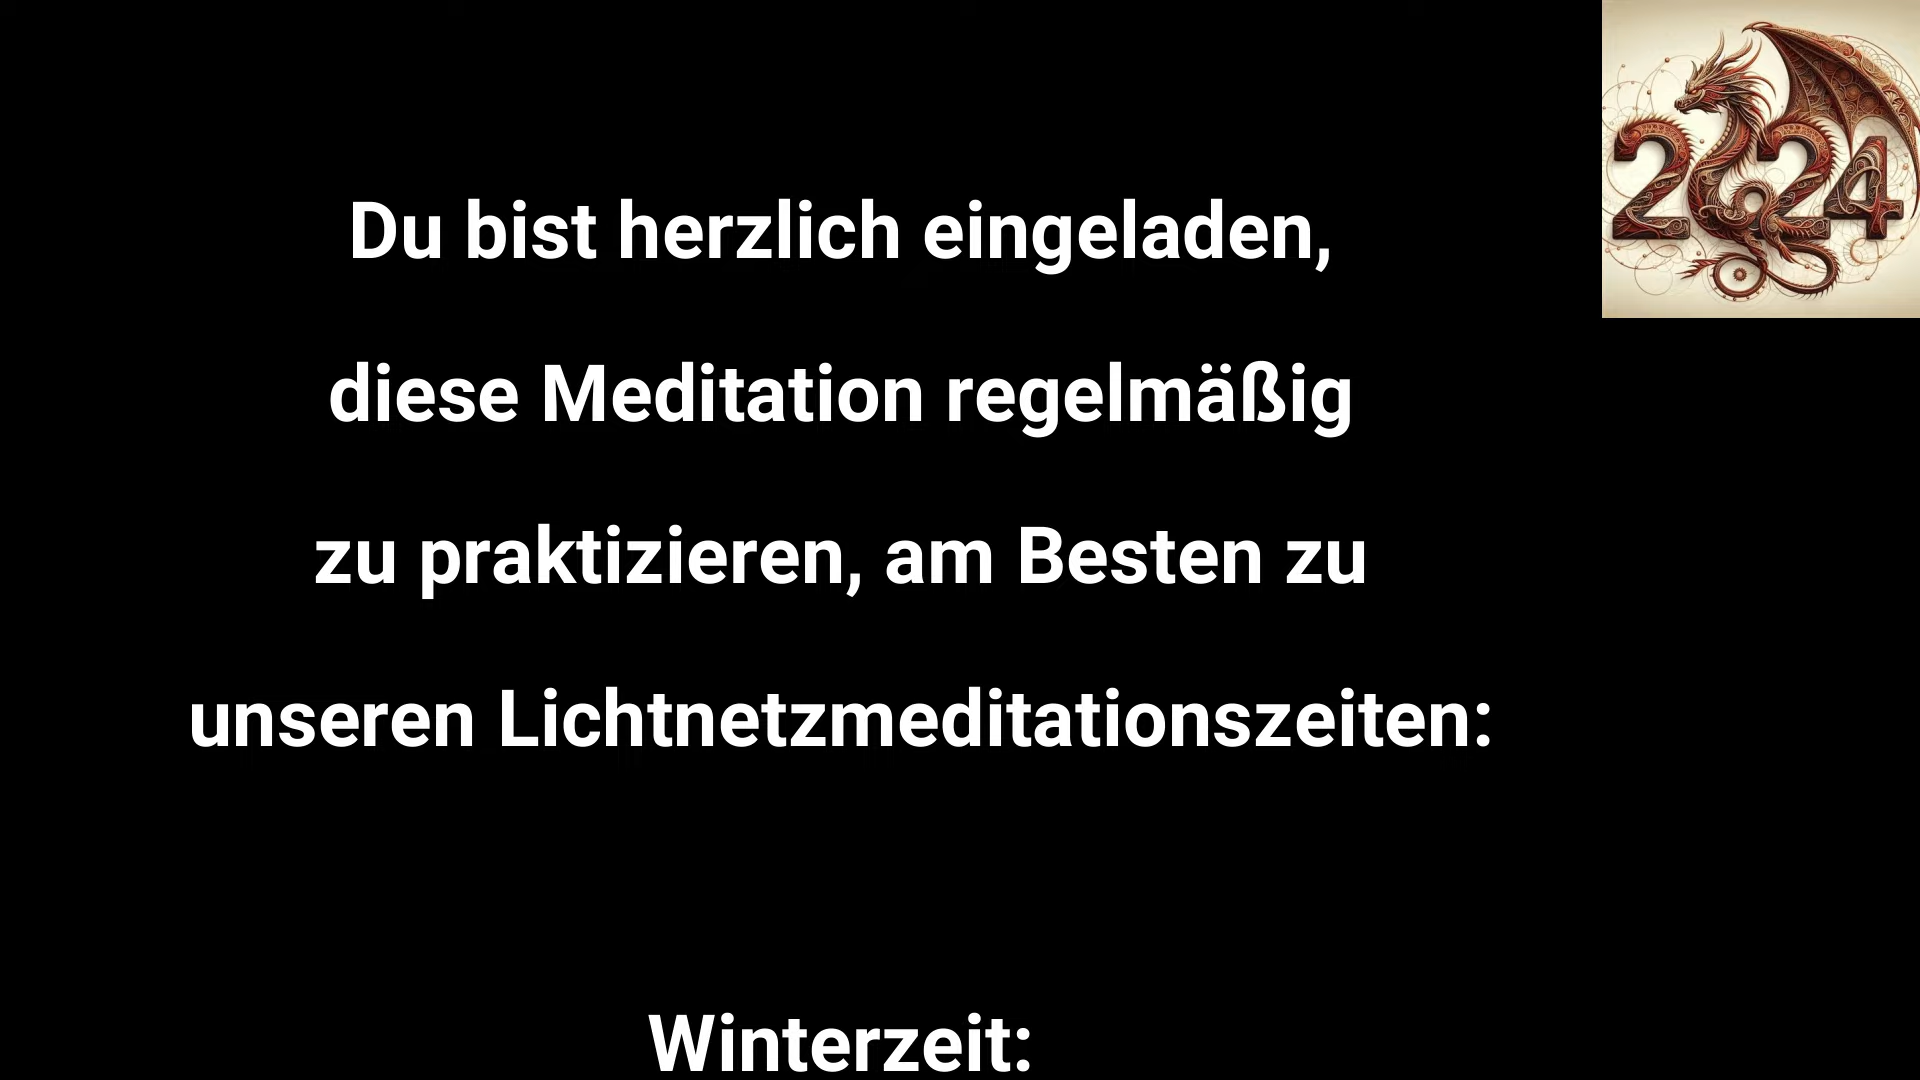 2024
Du bist herzlich eingeladen,
diese Meditation regelmäßig
zu praktizieren, am Besten zu
unseren Lichtnetzmeditationszeiten:
Winterzeit: